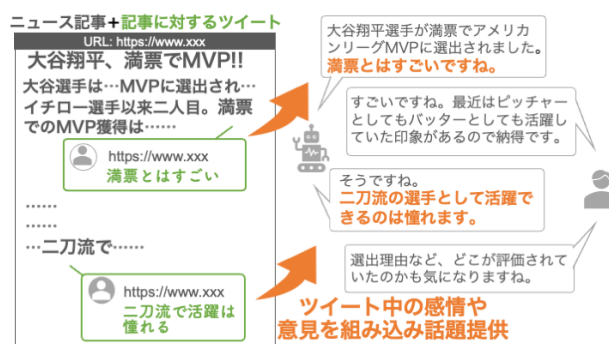 ニュース記事＋記事に対するツイート
URL: https://www.xxx
大谷翔平、満票でMVP!!
大谷選手は…MVPに選出され…
イチロー選手以来二人目。満票
でのMVP獲得は……
https://www.xxx
満票とはすごい
……
……
…二刀流で……
https://www.xxx
二刀流で活躍は
憧れる
大谷翔平選手が満票でアメリカ
ンリーグMVPに選出されました。
満票とはすごいですね。
すごいですね。最近はピッチャー
としてもバッターとしても活躍し
ていた印象があるので納得です。
そうですね。
二刀流の選手として活躍で
きるのは憧れます。
選出理由など、どこが評価されて
いたのかも気になりますね。
ツイート中の感情や
意見を組み込み話題提供